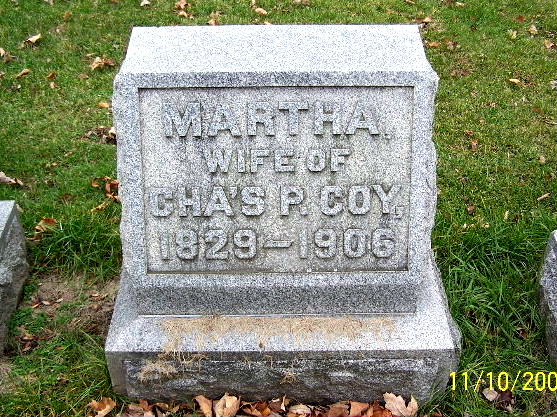 MARTHA.
WIFE OF
CHA'S P. COY,
1829—1906
11/10/200